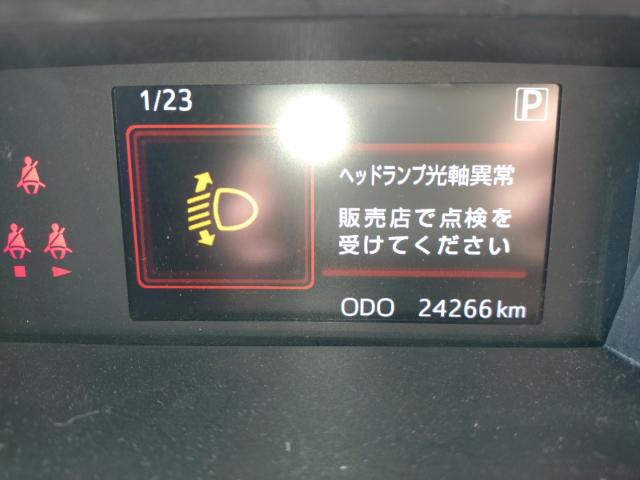 1/23
P
ヘッドランプ光軸異常
販売店で点検を
受けてください
ODO 24266km